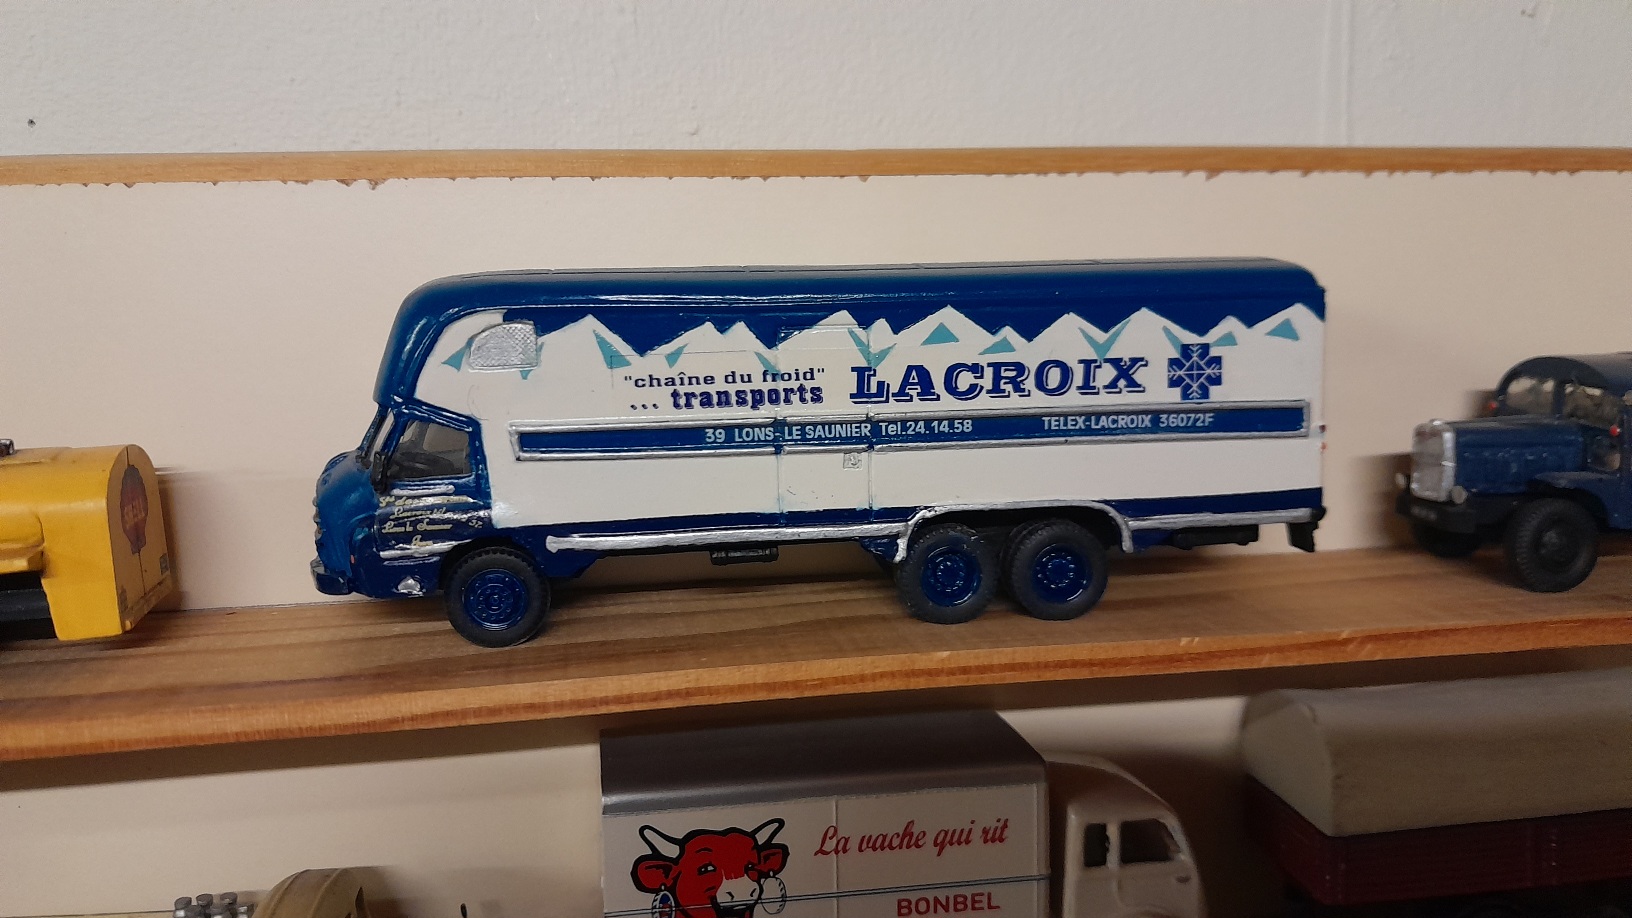 "chaîne du froid"
... transports
LACROIX
39 LONS-LE SAUNIER Tel.24.14.58
TELEX-LACROIX 36072F
La vache qui rit
BONBEL